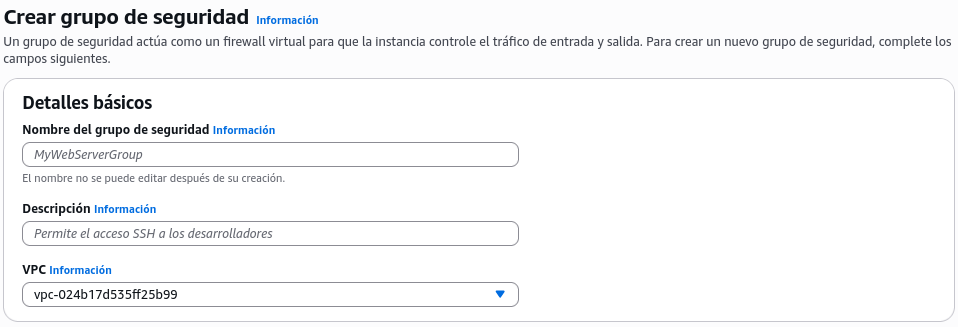 Crear grupo de seguridad Información
Un grupo de seguridad actúa como un firewall virtual para que la instancia controle el tráfico de entrada y salida. Para crear un nuevo grupo de seguridad, complete los
campos siguientes.
Detalles básicos
Nombre del grupo de seguridad Información
MyWebServerGroup
El nombre no se puede editar después de su creación.
Descripción Información
Permite el acceso SSH a los desarrolladores
VPC Información
vpc-024b17d535ff25b99